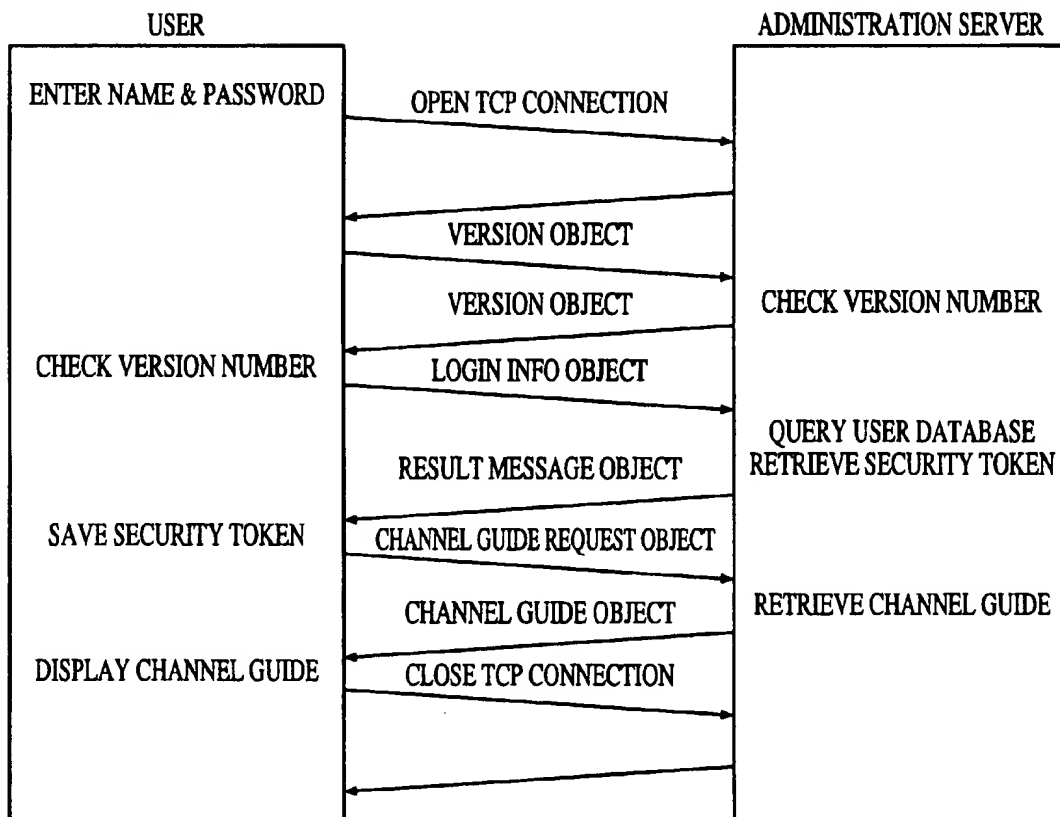 USER
ADMINISTRATION SERVER
ENTER NAME & PASSWORD
OPEN TCP CONNECTION
VERSION OBJECT
VERSION OBJECT
CHECK VERSION NUMBER
CHECK VERSION NUMBER
LOGIN INFO OBJECT
QUERY USER DATABASE
RETRIEVE SECURITY TOKEN
RESULT MESSAGE OBJECT
SAVE SECURITY TOKEN
CHANNEL GUIDE REQUEST OBJECT
CHANNEL GUIDE OBJECT
RETRIEVE CHANNEL GUIDE
DISPLAY CHANNEL GUIDE
CLOSE TCP CONNECTION